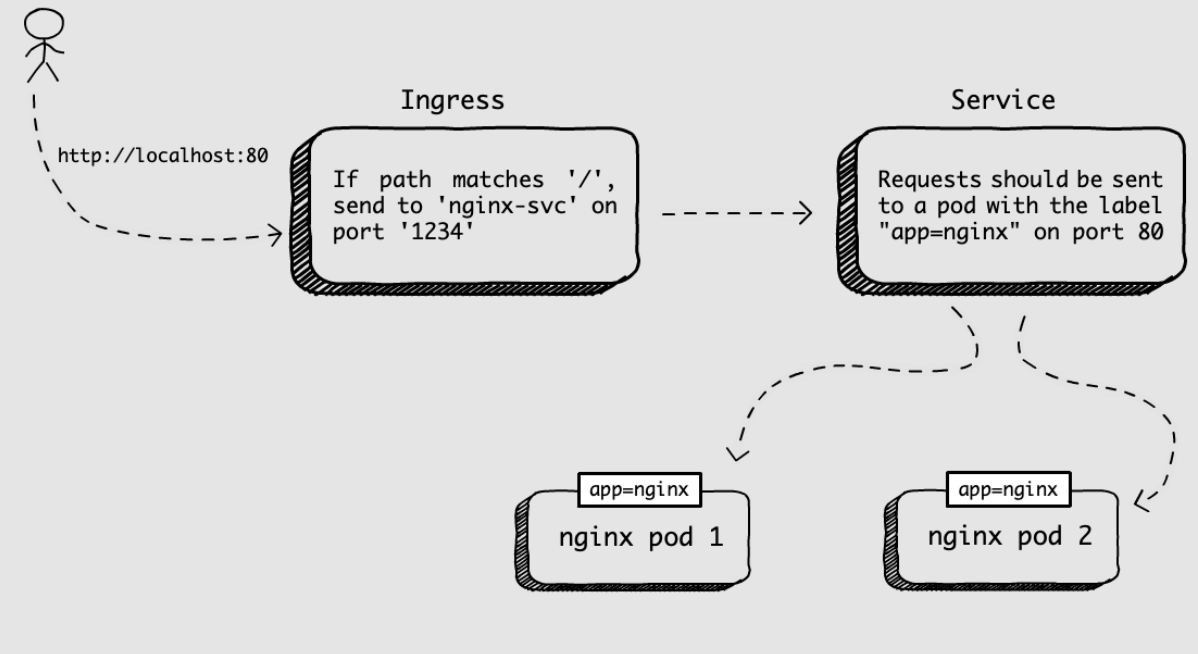 http://localhost:80
Ingress
If path matches '/',
send to 'nginx-svc' on
port '1234'
Service
Requests should be sent
to a pod with the label
"app=nginx" on port 80
app=nginx
nginx pod 1
app=nginx
nginx pod 2